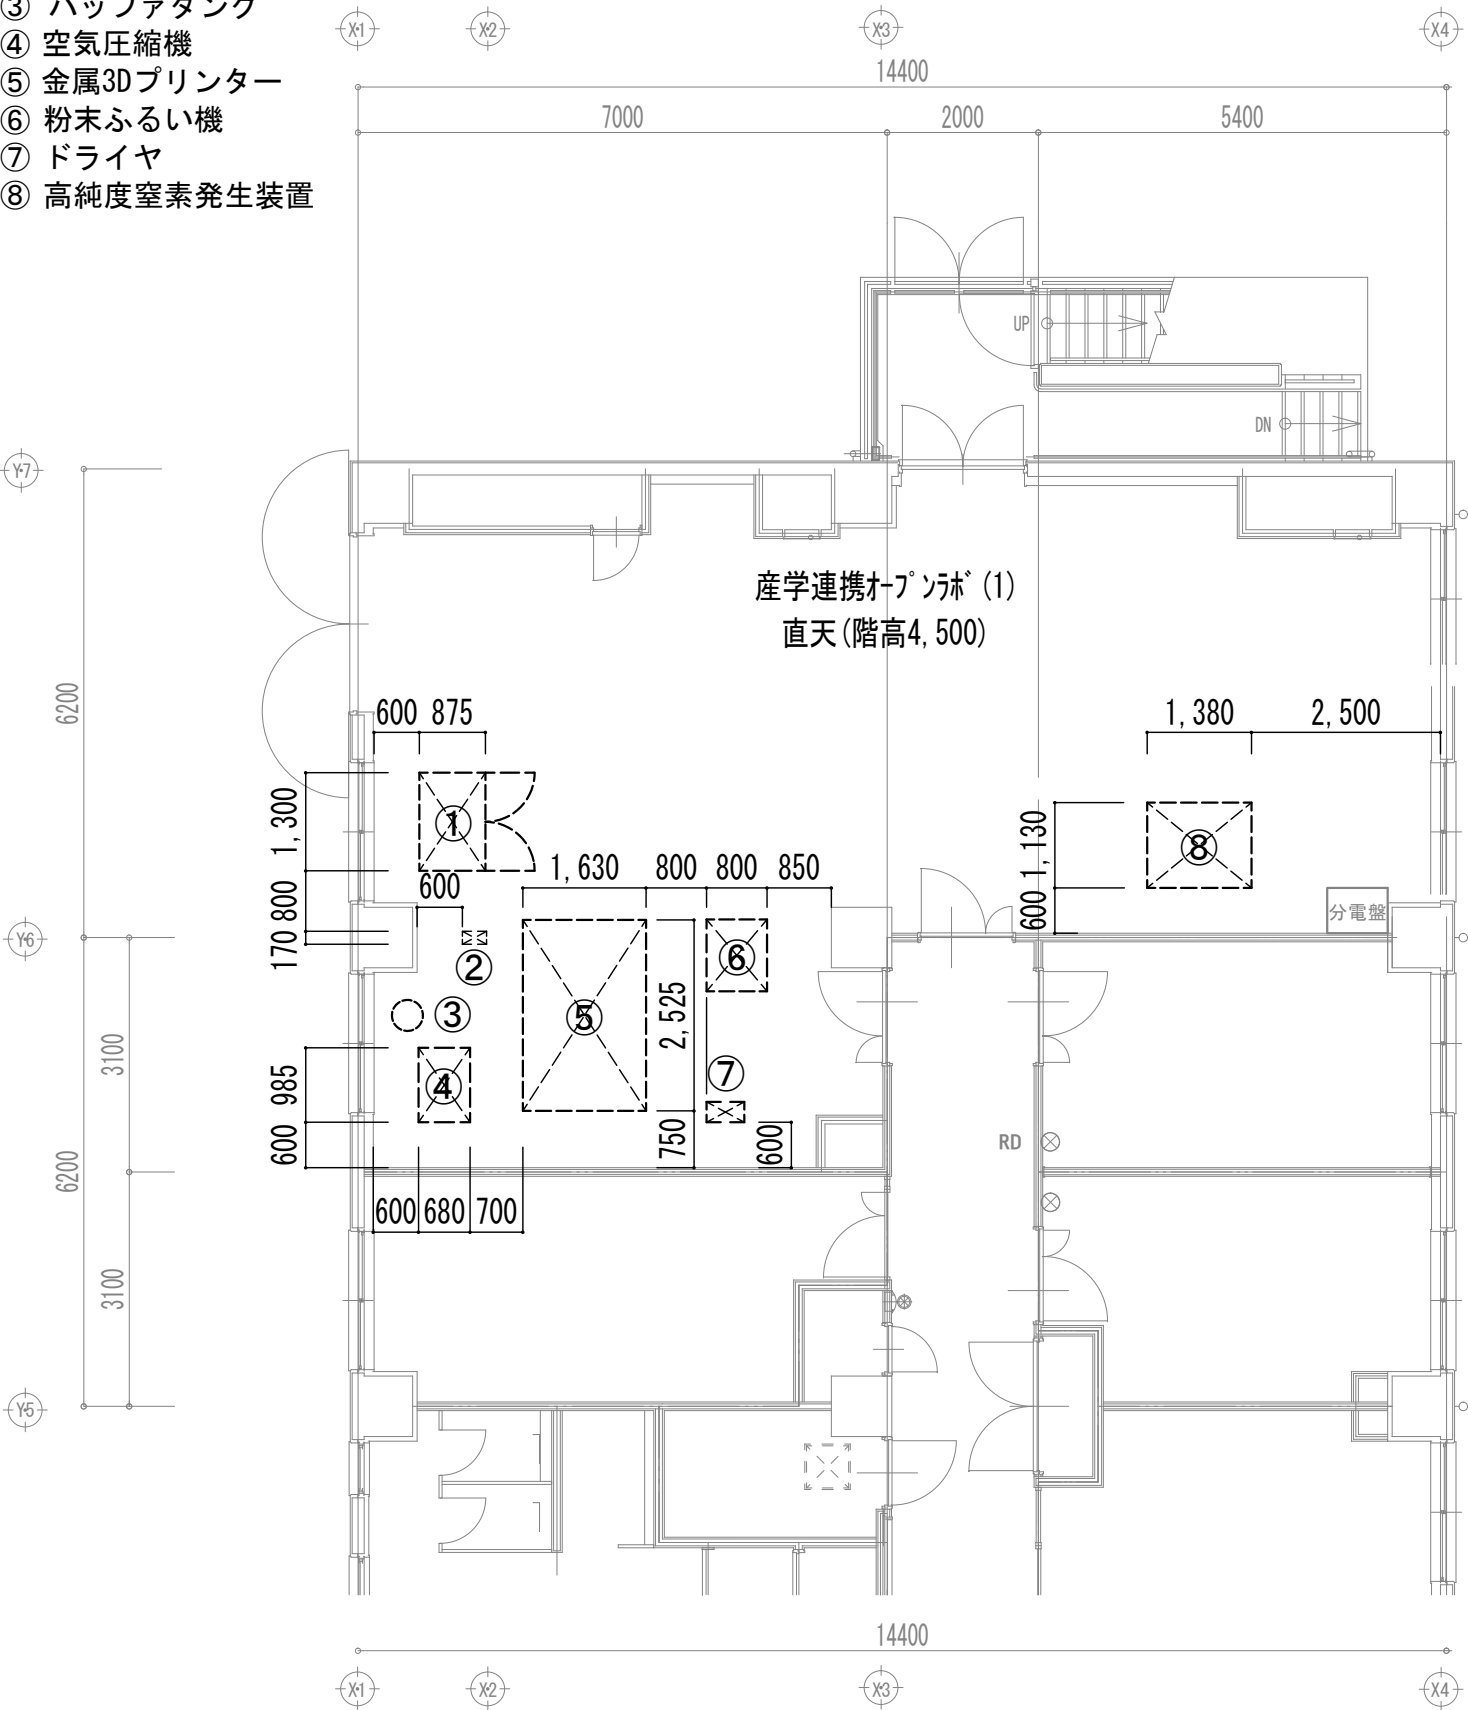 ③ バッファタンク
④ 空気圧縮機
⑤ 金属3Dプリンター
⑥ 粉末ふるい機
⑦ ドライヤ
⑧ 高純度窒素発生装置
X1 X2 X3 X4
14400
7000 2000 5400
UP
DN
Y7
産学連携ｵｰﾌﾟﾝﾗﾎﾞ(1)
直天(階高4,500)
6200
600 875
1,380 2,500
1,300
①
1,130
⑧
1,630 800 800 850
600
800
600
分電盤
Y6
170
②
⑥
③
⑤
2,525
3100
985
④
⑦
600
750
600
RD
6200
600 680 700
3100
Y5
14400
X1 X2 X3 X4